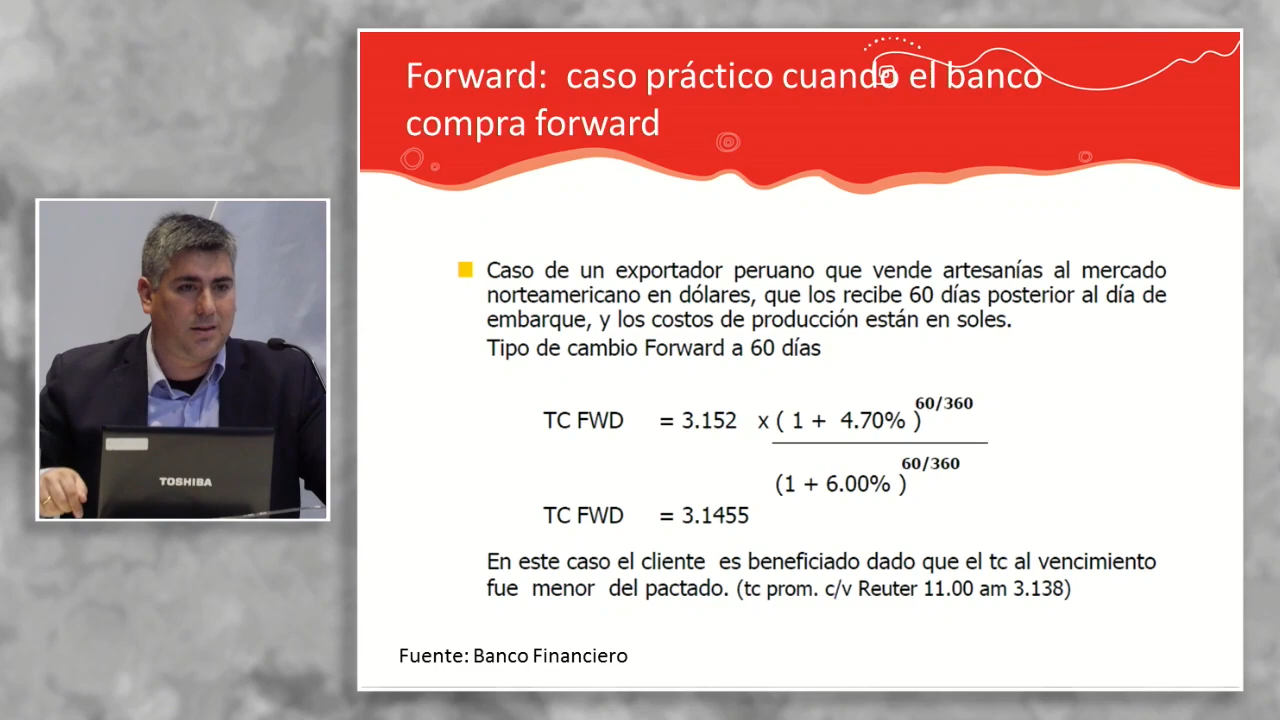 Forward: caso práctico cuando el banco
compra forward
Caso de un exportador peruano que vende artesanías al mercado
norteamericano en dólares, que los recibe 60 días posterior al día de
embarque, y los costos de producción están en soles.
Tipo de cambio Forward a 60 días
TC FWD = 3.152 x ( 1 + 4.70% )60/360
(1 + 6.00% )60/360
TC FWD = 3.1455
En este caso el cliente es beneficiado dado que el tc al vencimiento
fue menor del pactado. (tc prom. c/v Reuter 11.00 am 3.138)
Fuente: Banco Financiero
TOSHIBA